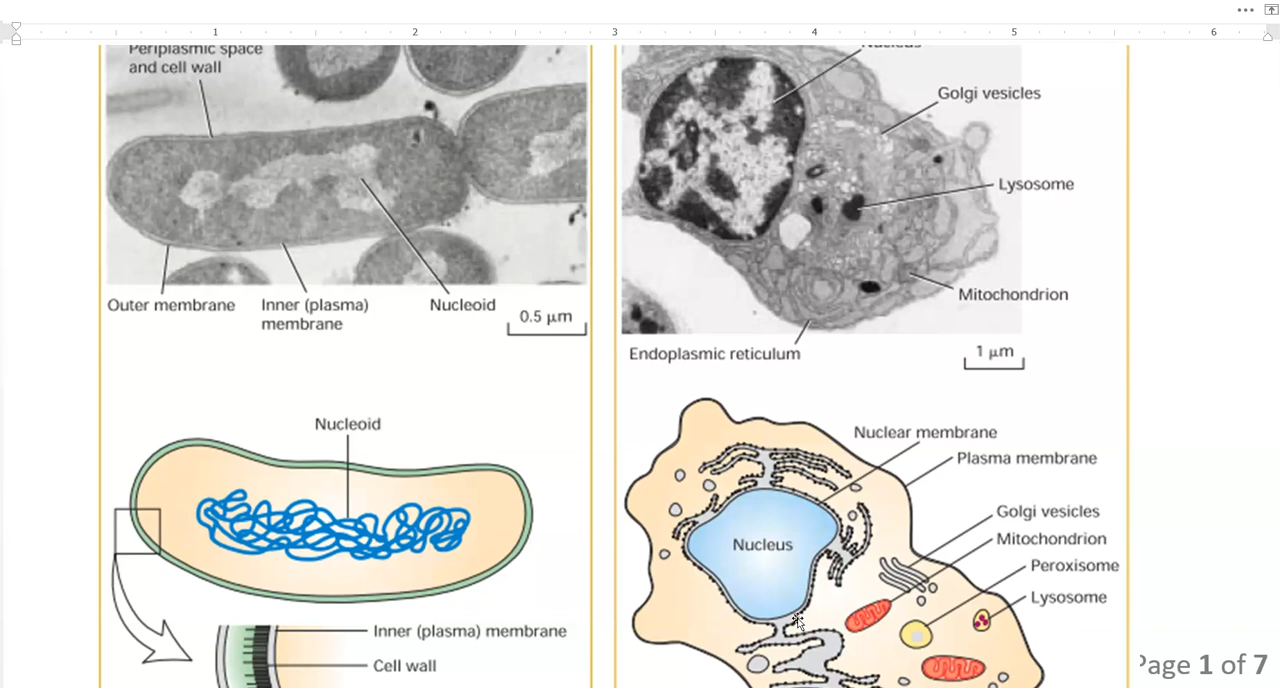 1 2 3 4 5 6
Periplasmic space
and cell wall
Outer membrane
Inner (plasma)
membrane
Nucleoid
0.5 µm
Nucleus
Golgi vesicles
Lysosome
Mitochondrion
Endoplasmic reticulum
1 µm
Nucleoid
Inner (plasma) membrane
Cell wall
Nuclear membrane
Plasma membrane
Golgi vesicles
Mitochondrion
Peroxisome
Lysosome
Nucleus
Page 1 of 7